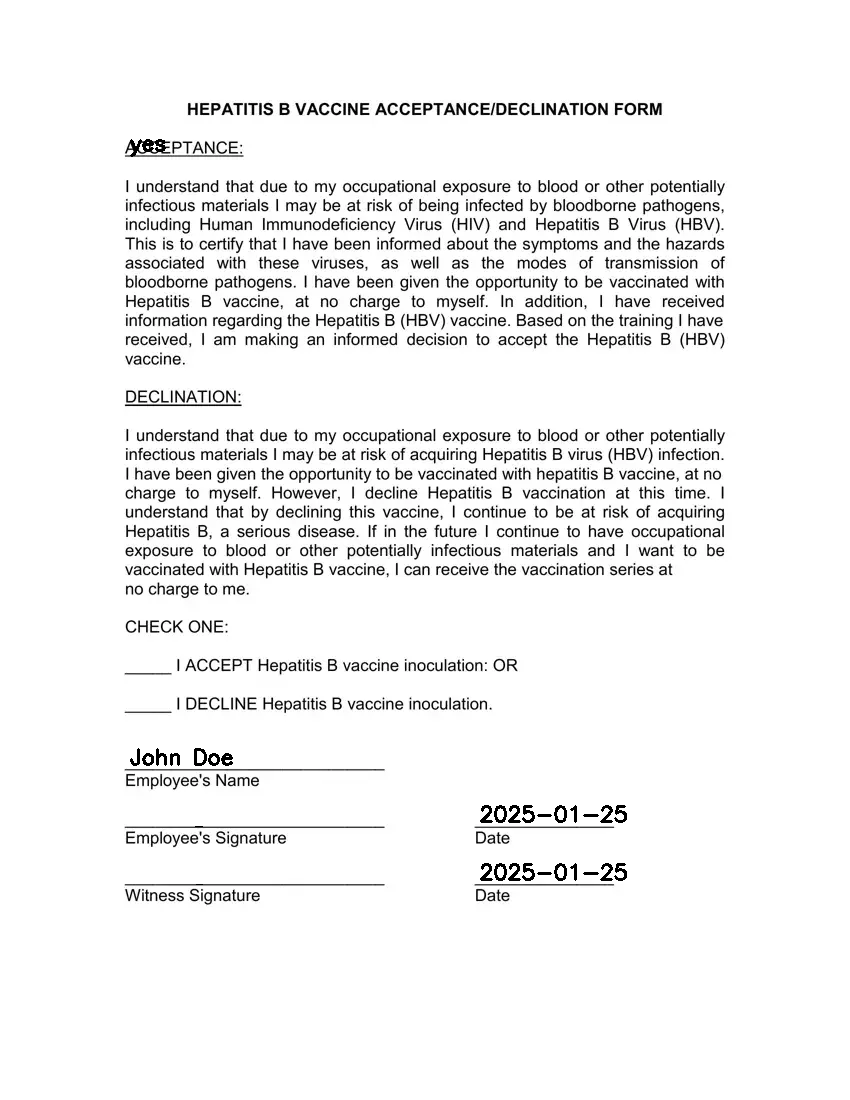 HEPATITIS B VACCINE ACCEPTANCE/DECLINATION FORM
yes
ACCEPTANCE:
I understand that due to my occupational exposure to blood or other potentially
infectious materials I may be at risk of being infected by bloodborne pathogens,
including Human Immunodeficiency Virus (HIV) and Hepatitis B Virus (HBV).
This is to certify that I have been informed about the symptoms and the hazards
associated with these viruses, as well as the modes of transmission of
bloodborne pathogens. I have been given the opportunity to be vaccinated with
Hepatitis B vaccine, at no charge to myself. In addition, I have received
information regarding the Hepatitis B (HBV) vaccine. Based on the training I have
received, I am making an informed decision to accept the Hepatitis B (HBV)
vaccine.
DECLINATION:
I understand that due to my occupational exposure to blood or other potentially
infectious materials I may be at risk of acquiring Hepatitis B virus (HBV) infection.
I have been given the opportunity to be vaccinated with hepatitis B vaccine, at no
charge to myself. However, I decline Hepatitis B vaccination at this time. I
understand that by declining this vaccine, I continue to be at risk of acquiring
Hepatitis B, a serious disease. If in the future I continue to have occupational
exposure to blood or other potentially infectious materials and I want to be
vaccinated with Hepatitis B vaccine, I can receive the vaccination series at
no charge to me.
CHECK ONE:
_____ I ACCEPT Hepatitis B vaccine inoculation: OR
_____ I DECLINE Hepatitis B vaccine inoculation.
John Doe
Employee's Name
2025-01-25
Employee's Signature Date
2025-01-25
Witness Signature Date